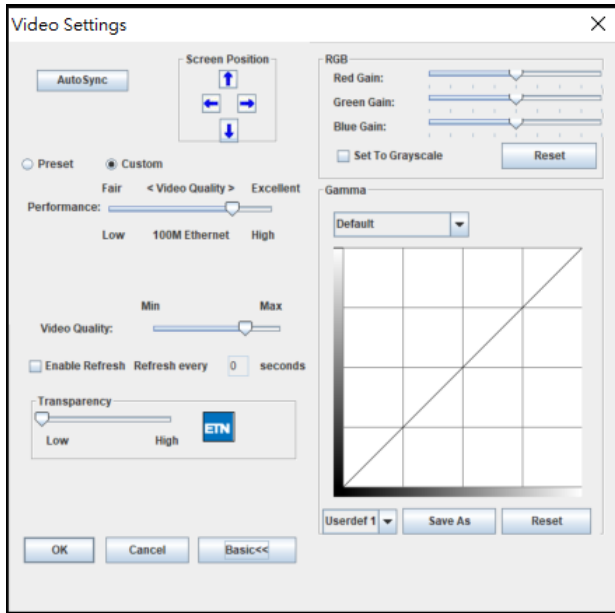 Video Settings
AutoSync
Screen Position
Preset
Custom
Fair < Video Quality > Excellent
Performance:
Low 100M Ethernet High
Min Max
Video Quality:
Enable Refresh Refresh every 0 seconds
Transparency
Low High
ETN
OK Cancel Basic<<
RGB
Red Gain:
Green Gain:
Blue Gain:
Set To Grayscale Reset
Gamma
Default
Userdef 1 Save As Reset